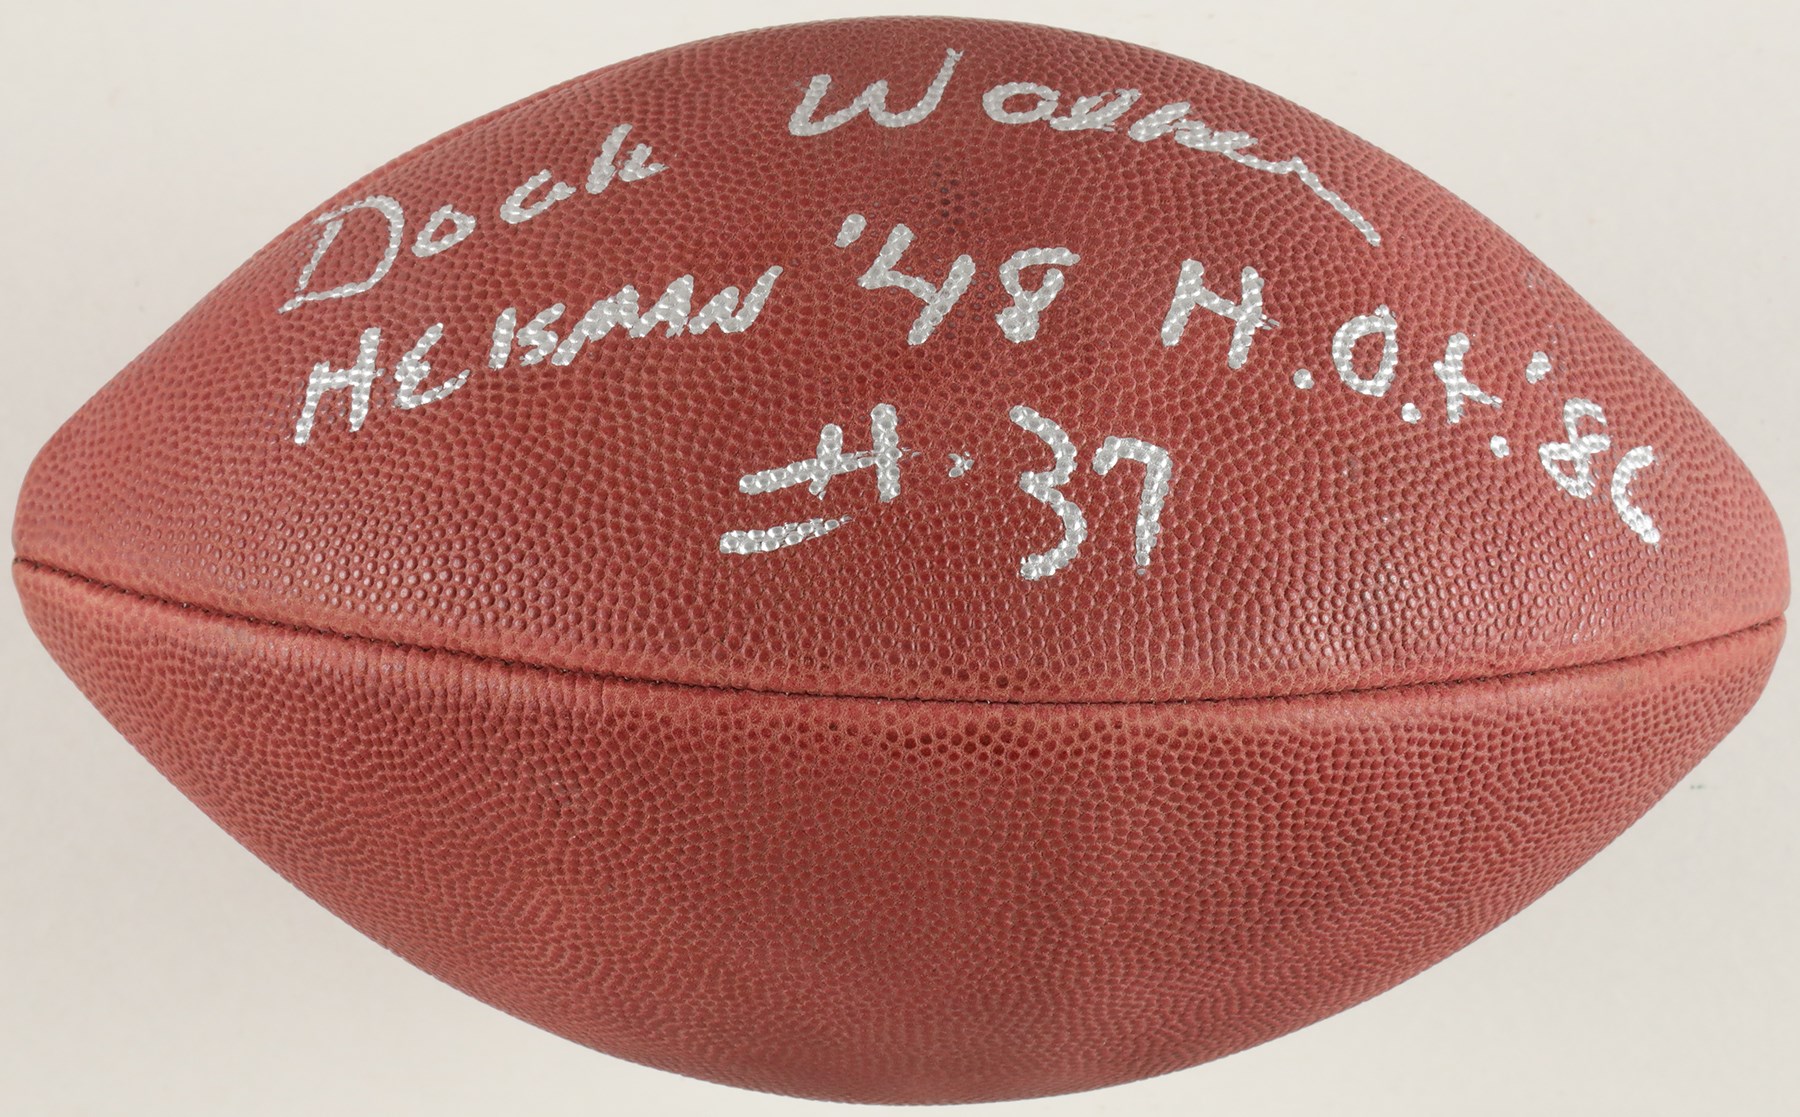 Doak Walker
HEISMAN '48 H.O.F. '86
#. 37